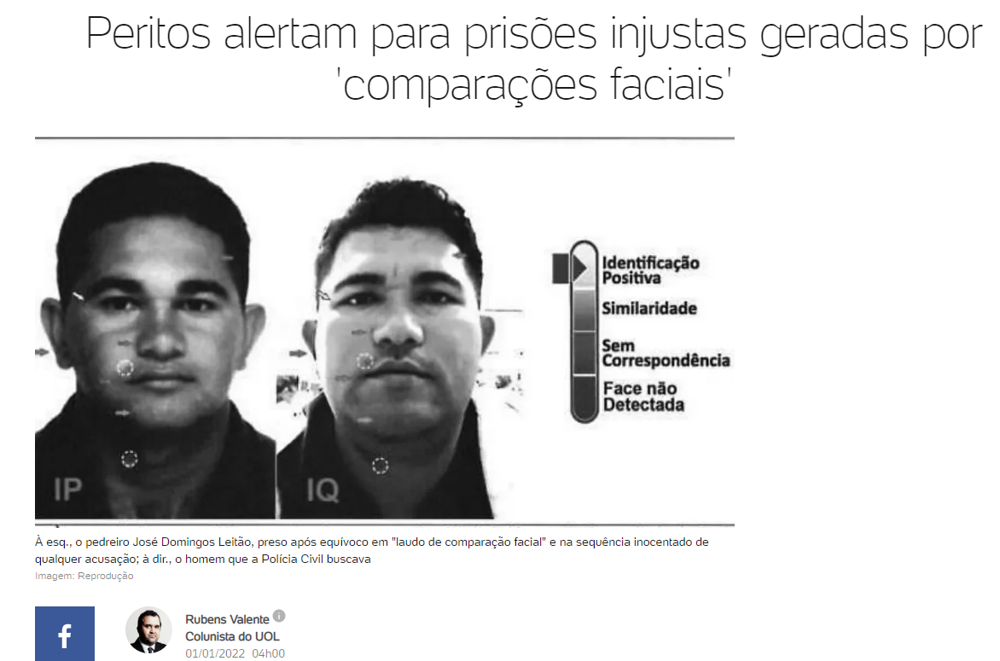 Peritos alertam para prisões injustas geradas por
'comparações faciais'
Identificação
Positiva
Similaridade
Sem
Correspondência
Face não
Detectada
IP
IQ
À esq., o pedreiro José Domingos Leitão, preso após equívoco em "laudo de comparação facial" e na sequência inocentado de
qualquer acusação; à dir., o homem que a Polícia Civil buscava
Imagem: Reprodução
f
Rubens Valente i
Colunista do UOL
01/01/2022 04h00